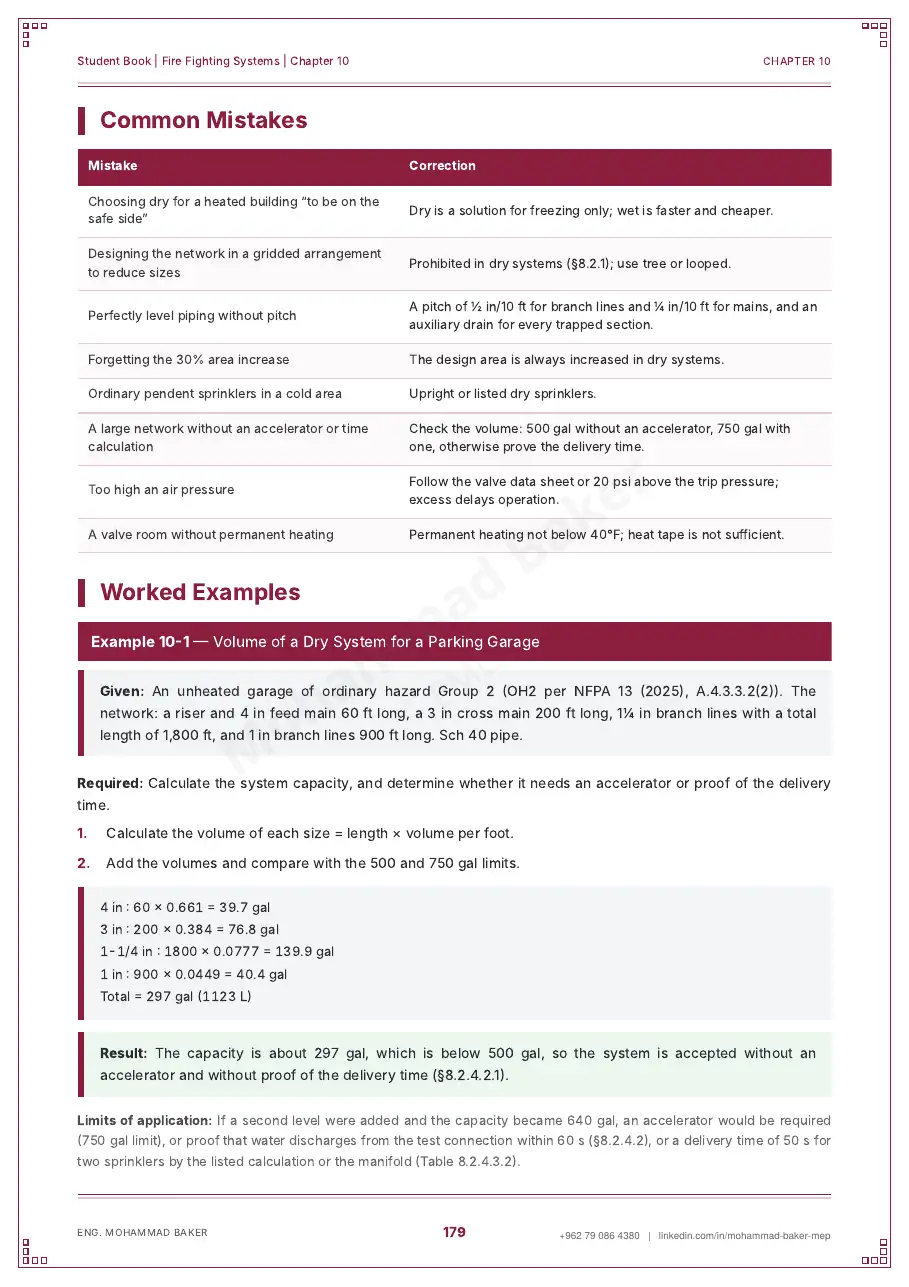 Student Book | Fire Fighting Systems | Chapter 10
CHAPTER 10
Common Mistakes
Mistake
Correction
Choosing dry for a heated building “to be on the
safe side”
Dry is a solution for freezing only; wet is faster and cheaper.
Designing the network in a gridded arrangement
to reduce sizes
Prohibited in dry systems (§8.2.1); use tree or looped.
Perfectly level piping without pitch
A pitch of ½ in/10 ft for branch lines and ¼ in/10 ft for mains, and an
auxiliary drain for every trapped section.
Forgetting the 30% area increase
The design area is always increased in dry systems.
Ordinary pendent sprinklers in a cold area
Upright or listed dry sprinklers.
A large network without an accelerator or time
calculation
Check the volume: 500 gal without an accelerator, 750 gal with
one, otherwise prove the delivery time.
Too high an air pressure
Follow the valve data sheet or 20 psi above the trip pressure;
excess delays operation.
A valve room without permanent heating
Permanent heating not below 40°F; heat tape is not sufficient.
Worked Examples
Example 10-1 — Volume of a Dry System for a Parking Garage
Given: An unheated garage of ordinary hazard Group 2 (OH2 per NFPA 13 (2025), A.4.3.3.2(2)). The
network: a riser and 4 in feed main 60 ft long, a 3 in cross main 200 ft long, 1¼ in branch lines with a total
length of 1,800 ft, and 1 in branch lines 900 ft long. Sch 40 pipe.
Required: Calculate the system capacity, and determine whether it needs an accelerator or proof of the delivery
time.
1. Calculate the volume of each size = length × volume per foot.
2. Add the volumes and compare with the 500 and 750 gal limits.
4 in : 60 × 0.661 = 39.7 gal
3 in : 200 × 0.384 = 76.8 gal
1-1/4 in : 1800 × 0.0777 = 139.9 gal
1 in : 900 × 0.0449 = 40.4 gal
Total = 297 gal (1123 L)
Result: The capacity is about 297 gal, which is below 500 gal, so the system is accepted without an
accelerator and without proof of the delivery time (§8.2.4.2.1).
Limits of application: If a second level were added and the capacity became 640 gal, an accelerator would be required
(750 gal limit), or proof that water discharges from the test connection within 60 s (§8.2.4.2), or a delivery time of 50 s for
two sprinklers by the listed calculation or the manifold (Table 8.2.4.3.2).
Mohammad Baker
ENG. MOHAMMAD BAKER
179
+962 79 086 4380 | linkedin.com/in/mohammad-baker-mep